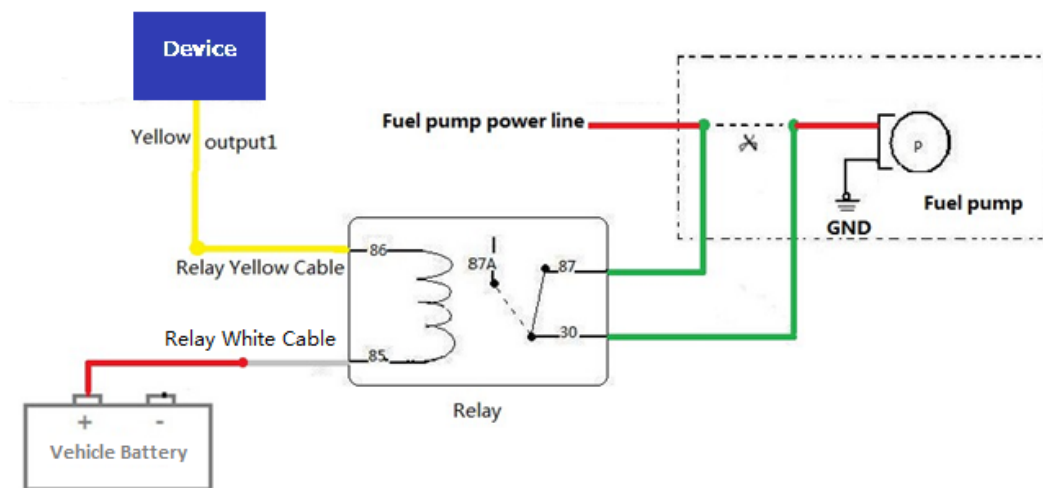 Device
Yellow output1
Fuel pump power line
P
Fuel pump
GND
86
87A
87
Relay Yellow Cable
30
Relay White Cable
85
Relay
+ -
Vehicle Battery